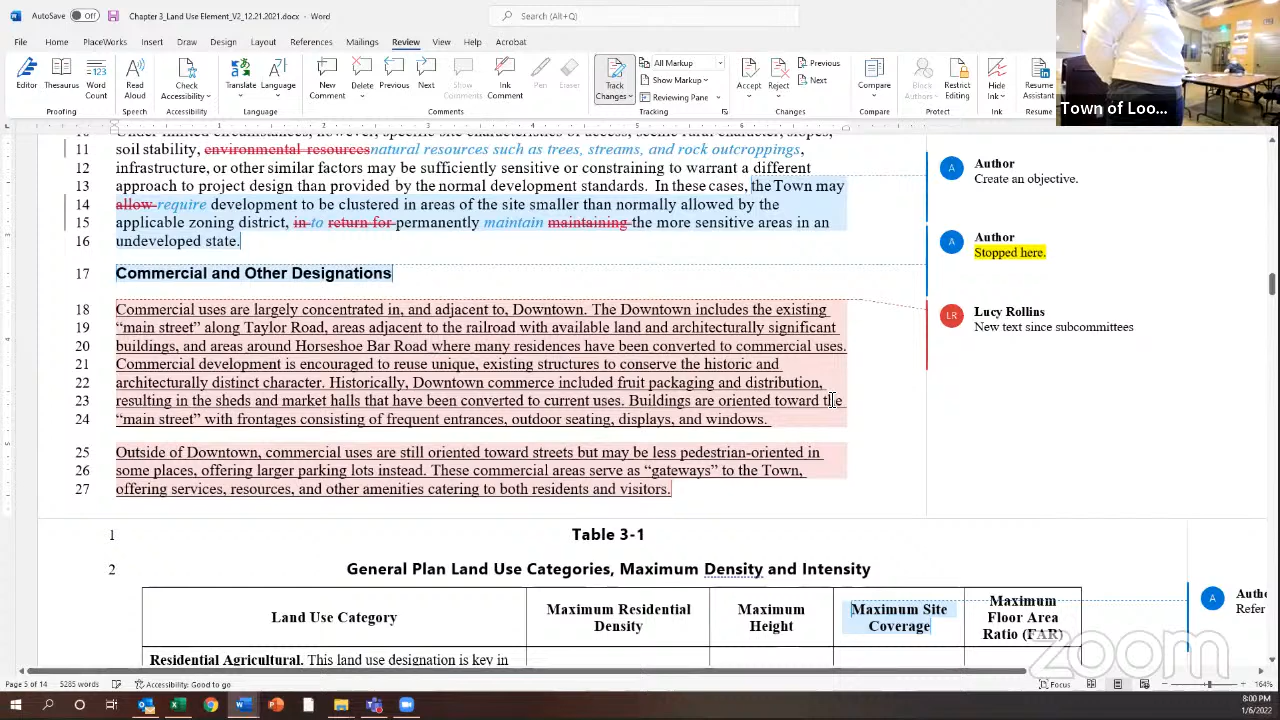 AutoSave Off Chapter 3_Land Use Element_V2_12.21.2021.docx - Word Search (Alt+Q)
File Home PlaceWorks Insert Draw Design Layout References Mailings Review Help Acrobat
Editor Thesaurus Word Count Read Aloud Check Accessibility Translate Language New Comment Delete Previous Next Show Comments Ink Comment Pen Eraser Track Changes All Markup Show Markup Reviewing Pane Accept Reject Previous Next Compare Block Authors Restrict Editing Hide Ink Resume Assistant
Proofing Speech Accessibility Language Comments Tracking Changes Compare Protect Ink Resume
Town of Loo...
11 soil stability, environmental resourcesnatural resources such as trees, streams, and rock outcroppings,
12 infrastructure, or other similar factors may be sufficiently sensitive or constraining to warrant a different
13 approach to project design than provided by the normal development standards. In these cases, the Town may
14 allow require development to be clustered in areas of the site smaller than normally allowed by the
15 applicable zoning district, in to return for permanently maintain maintaining the more sensitive areas in an
16 undeveloped state.
17 Commercial and Other Designations
18 Commercial uses are largely concentrated in, and adjacent to, Downtown. The Downtown includes the existing
19 “main street” along Taylor Road, areas adjacent to the railroad with available land and architecturally significant
20 buildings, and areas around Horseshoe Bar Road where many residences have been converted to commercial uses.
21 Commercial development is encouraged to reuse unique, existing structures to conserve the historic and
22 architecturally distinct character. Historically, Downtown commerce included fruit packaging and distribution,
23 resulting in the sheds and market halls that have been converted to current uses. Buildings are oriented toward the
24 “main street” with frontages consisting of frequent entrances, outdoor seating, displays, and windows.
25 Outside of Downtown, commercial uses are still oriented toward streets but may be less pedestrian-oriented in
26 some places, offering larger parking lots instead. These commercial areas serve as “gateways” to the Town,
27 offering services, resources, and other amenities catering to both residents and visitors.
A Author
Create an objective.
A Author
Stopped here.
LR Lucy Rollins
New text since subcommittees
1 Table 3-1
2 General Plan Land Use Categories, Maximum Density and Intensity
Land Use Category
Maximum Residential Density
Maximum Height
Maximum Site Coverage
Maximum Floor Area Ratio (FAR)
Residential Agricultural. This land use designation is key in
A Autho
Refer
zoom
Page 5 of 14 5285 words Accessibility: Good to go Focus 164%
8:00 PM
1/6/2022